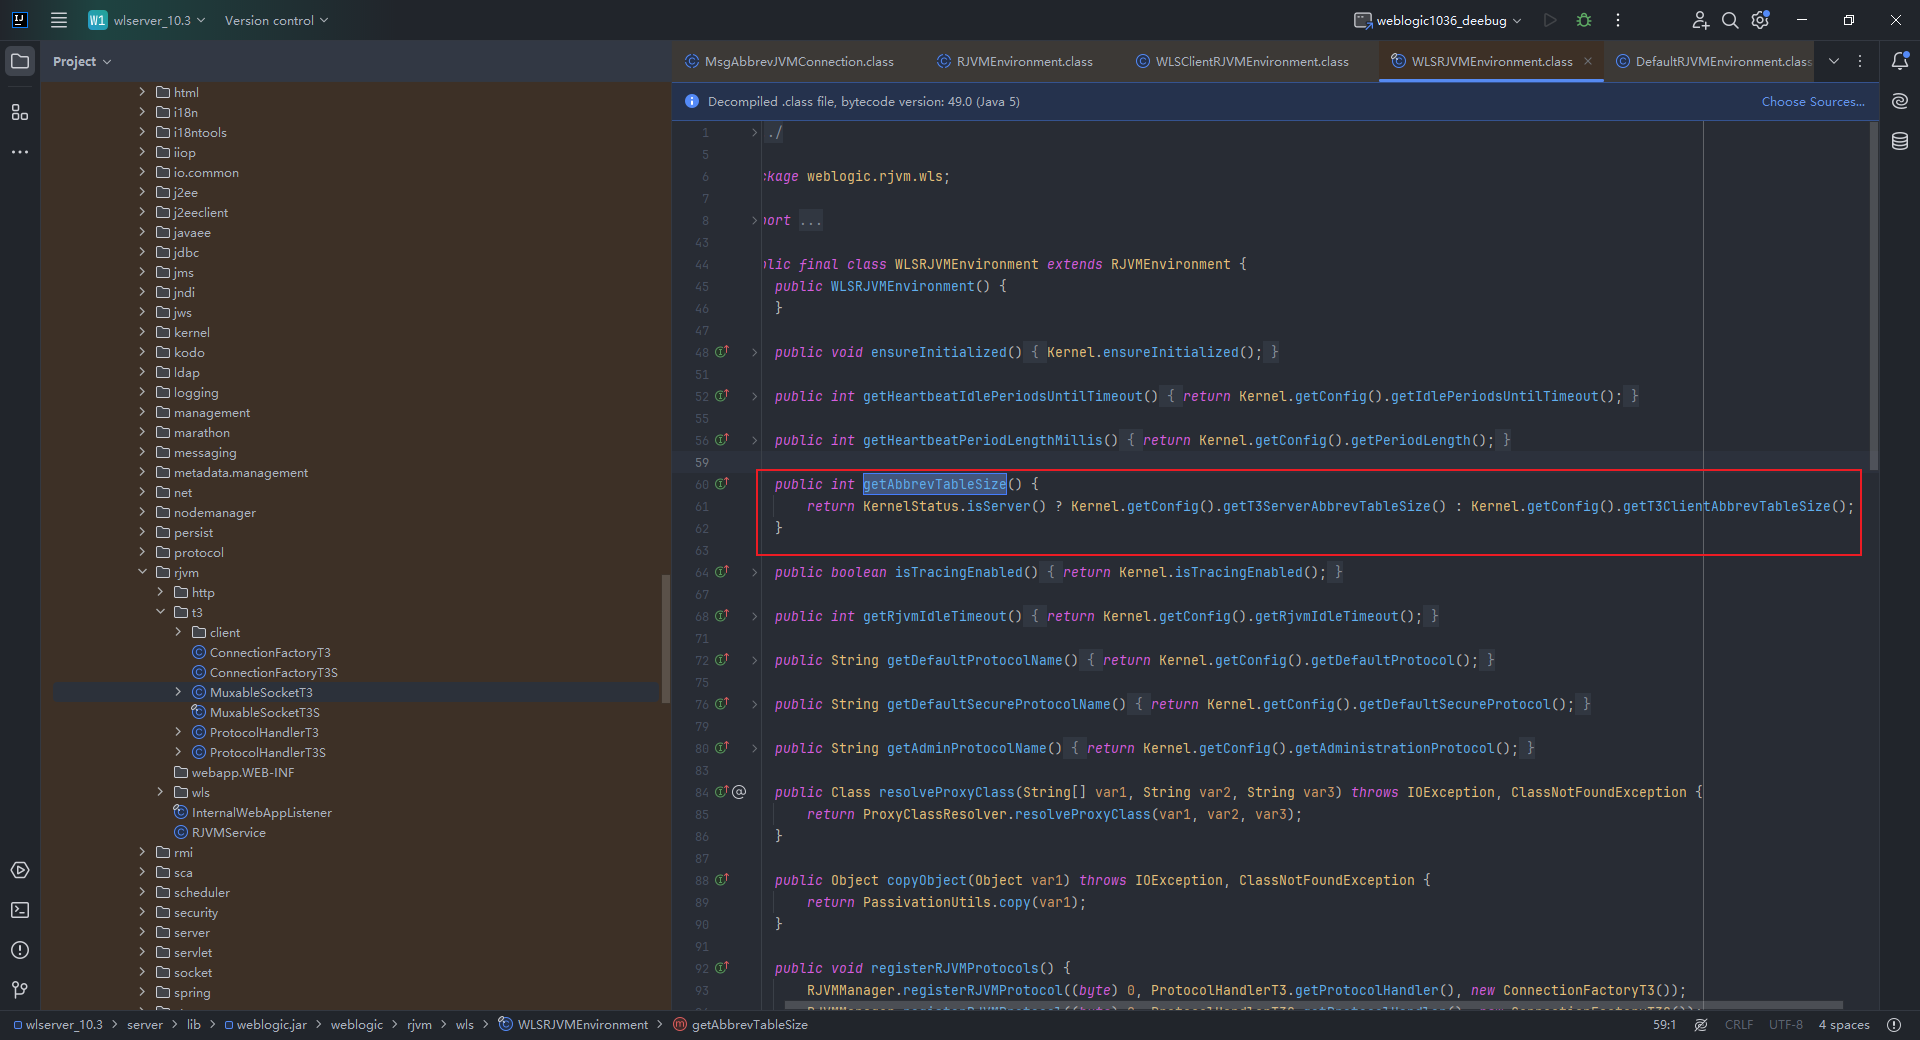 W1 wlserver_10.3 Version control weblogic1036_deebug
Project
html
i18n
i18ntools
iiop
io.common
j2ee
j2eeclient
javaee
jdbc
jms
jndi
jws
kernel
kodo
ldap
logging
management
marathon
messaging
metadata.management
net
nodemanager
persist
protocol
rjvm
http
t3
client
ConnectionFactoryT3
ConnectionFactoryT3S
MuxableSocketT3
MuxableSocketT3S
ProtocolHandlerT3
ProtocolHandlerT3S
webapp.WEB-INF
wls
InternalWebAppListener
RJVMService
rmi
sca
scheduler
security
server
servlet
socket
spring
MsgAbbrevJVMConnection.class RJVMEnvironment.class WLSClientRJVMEnvironment.class WLSRJVMEnvironment.class DefaultRJVMEnvironment.class
Decompiled .class file, bytecode version: 49.0 (Java 5) Choose Sources...
1 ./
5
6 ckage weblogic.rjvm.wls;
7
8 port ...
43
44 blic final class WLSRJVMEnvironment extends RJVMEnvironment {
45 public WLSRJVMEnvironment() {
46 }
47
48 public void ensureInitialized() { Kernel.ensureInitialized(); }
51
52 public int getHeartbeatIdlePeriodsUntilTimeout() { return Kernel.getConfig().getIdlePeriodsUntilTimeout(); }
55
56 public int getHeartbeatPeriodLengthMillis() { return Kernel.getConfig().getPeriodLength(); }
59
60 public int getAbbrevTableSize() {
61 return KernelStatus.isServer() ? Kernel.getConfig().getT3ServerAbbrevTableSize() : Kernel.getConfig().getT3ClientAbbrevTableSize();
62 }
63
64 public boolean isTracingEnabled() { return Kernel.isTracingEnabled(); }
67
68 public int getRjvmIdleTimeout() { return Kernel.getConfig().getRjvmIdleTimeout(); }
71
72 public String getDefaultProtocolName() { return Kernel.getConfig().getDefaultProtocol(); }
75
76 public String getDefaultSecureProtocolName() { return Kernel.getConfig().getDefaultSecureProtocol(); }
79
80 public String getAdminProtocolName() { return Kernel.getConfig().getAdministrationProtocol(); }
83
84 @ public Class resolveProxyClass(String[] var1, String var2, String var3) throws IOException, ClassNotFoundException {
85 return ProxyClassResolver.resolveProxyClass(var1, var2, var3);
86 }
87
88 public Object copyObject(Object var1) throws IOException, ClassNotFoundException {
89 return PassivationUtils.copy(var1);
90 }
91
92 public void registerRJVMProtocols() {
93 RJVMManager.registerRJVMProtocol((byte) 0, ProtocolHandlerT3.getProtocolHandler(), new ConnectionFactoryT3());
wlserver_10.3 > server > lib > weblogic.jar > weblogic > rjvm > wls > WLSRJVMEnvironment > getAbbrevTableSize 59:1 CRLF UTF-8 4 spaces